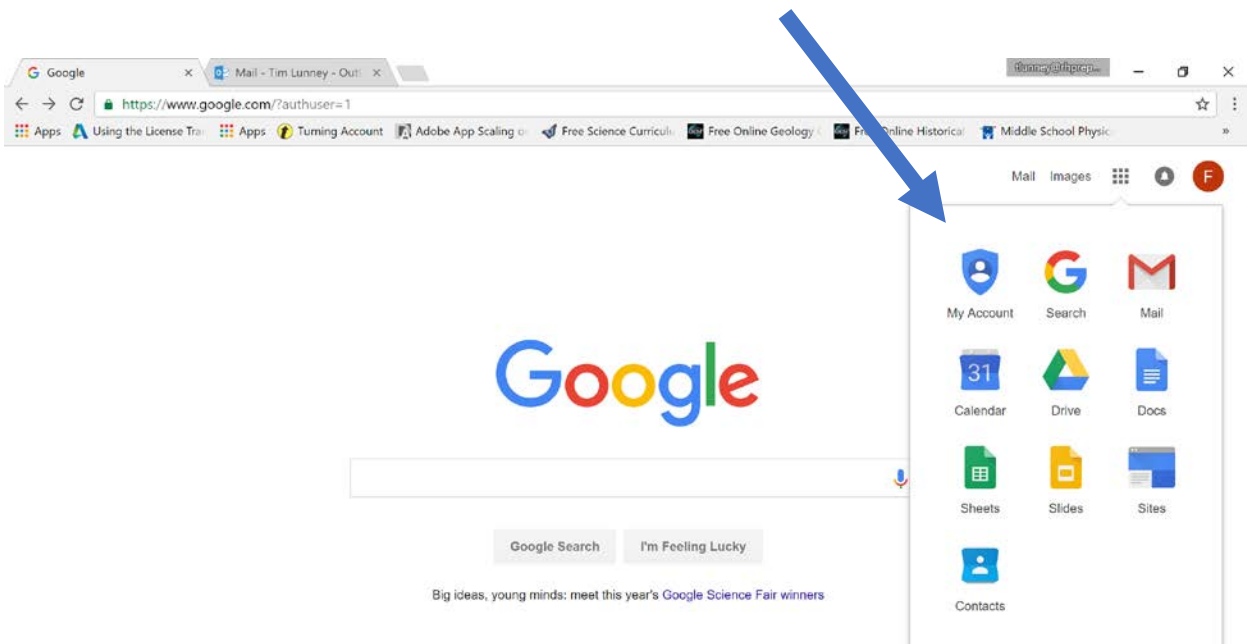 Google
Mail - Tim Lunney - Outl
https://www.google.com/?authuser=1
Apps Using the License Tra Apps Turning Account Adobe App Scaling o Free Science Curricul Free Online Geology Free Online Historical Middle School Physic »
Mail Images F
My Account Search Mail
31
Calendar Drive Docs
Google
Sheets Slides Sites
Google Search I'm Feeling Lucky
Contacts
Big ideas, young minds: meet this year's Google Science Fair winners